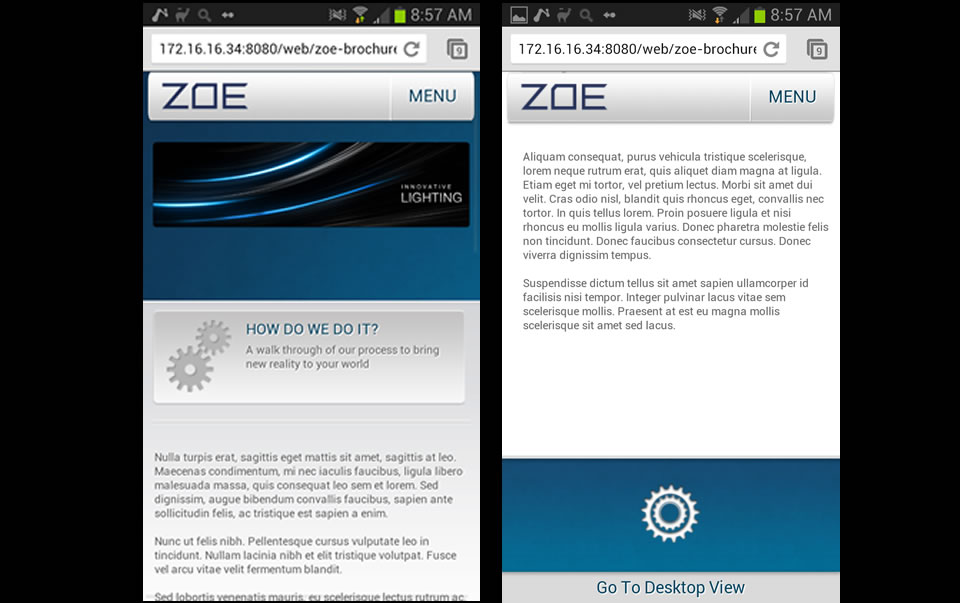 8:57 AM
172.16.16.34:8080/web/zoe-brochure
9
ZOE
MENU
INNOVATIVE
LIGHTING
HOW DO WE DO IT?
A walk through of our process to bring
new reality to your world
Nulla turpis erat, sagittis eget mattis sit amet, sagittis at leo.
Maecenas condimentum, mi nec iaculis faucibus, ligula libero
malesuada massa, quis consequat leo sem et lorem. Sed
dignissim, augue bibendum convallis faucibus, sapien ante
sollicitudin felis, ac tristique est sapien a enim.
Nunc ut felis nibh. Pellentesque cursus vulputate leo in
tincidunt. Nullam lacinia nibh et elit tristique volutpat. Fusce
vel arcu vitae velit fermentum blandit.
Sed lobortis venenatis mauris, eu scelerisque lectus rutrum ac.
8:57 AM
172.16.16.34:8080/web/zoe-brochure
9
ZOE
MENU
Aliquam consequat, purus vehicula tristique scelerisque,
lorem neque rutrum erat, quis aliquet diam magna at ligula.
Etiam eget mi tortor, vel pretium lectus. Morbi sit amet dui
velit. Cras odio nisl, blandit quis rhoncus eget, convallis nec
tortor. In quis tellus lorem. Proin posuere ligula et nisi
rhoncus eu mollis ligula varius. Donec pharetra molestie felis
non tincidunt. Donec faucibus consectetur cursus. Donec
viverra dignissim tempus.
Suspendisse dictum tellus sit amet sapien ullamcorper id
facilisis nisi tempor. Integer pulvinar lacus vitae sem
scelerisque mollis. Praesent at est eu magna mollis
scelerisque sit amet sed lacus.
Go To Desktop View